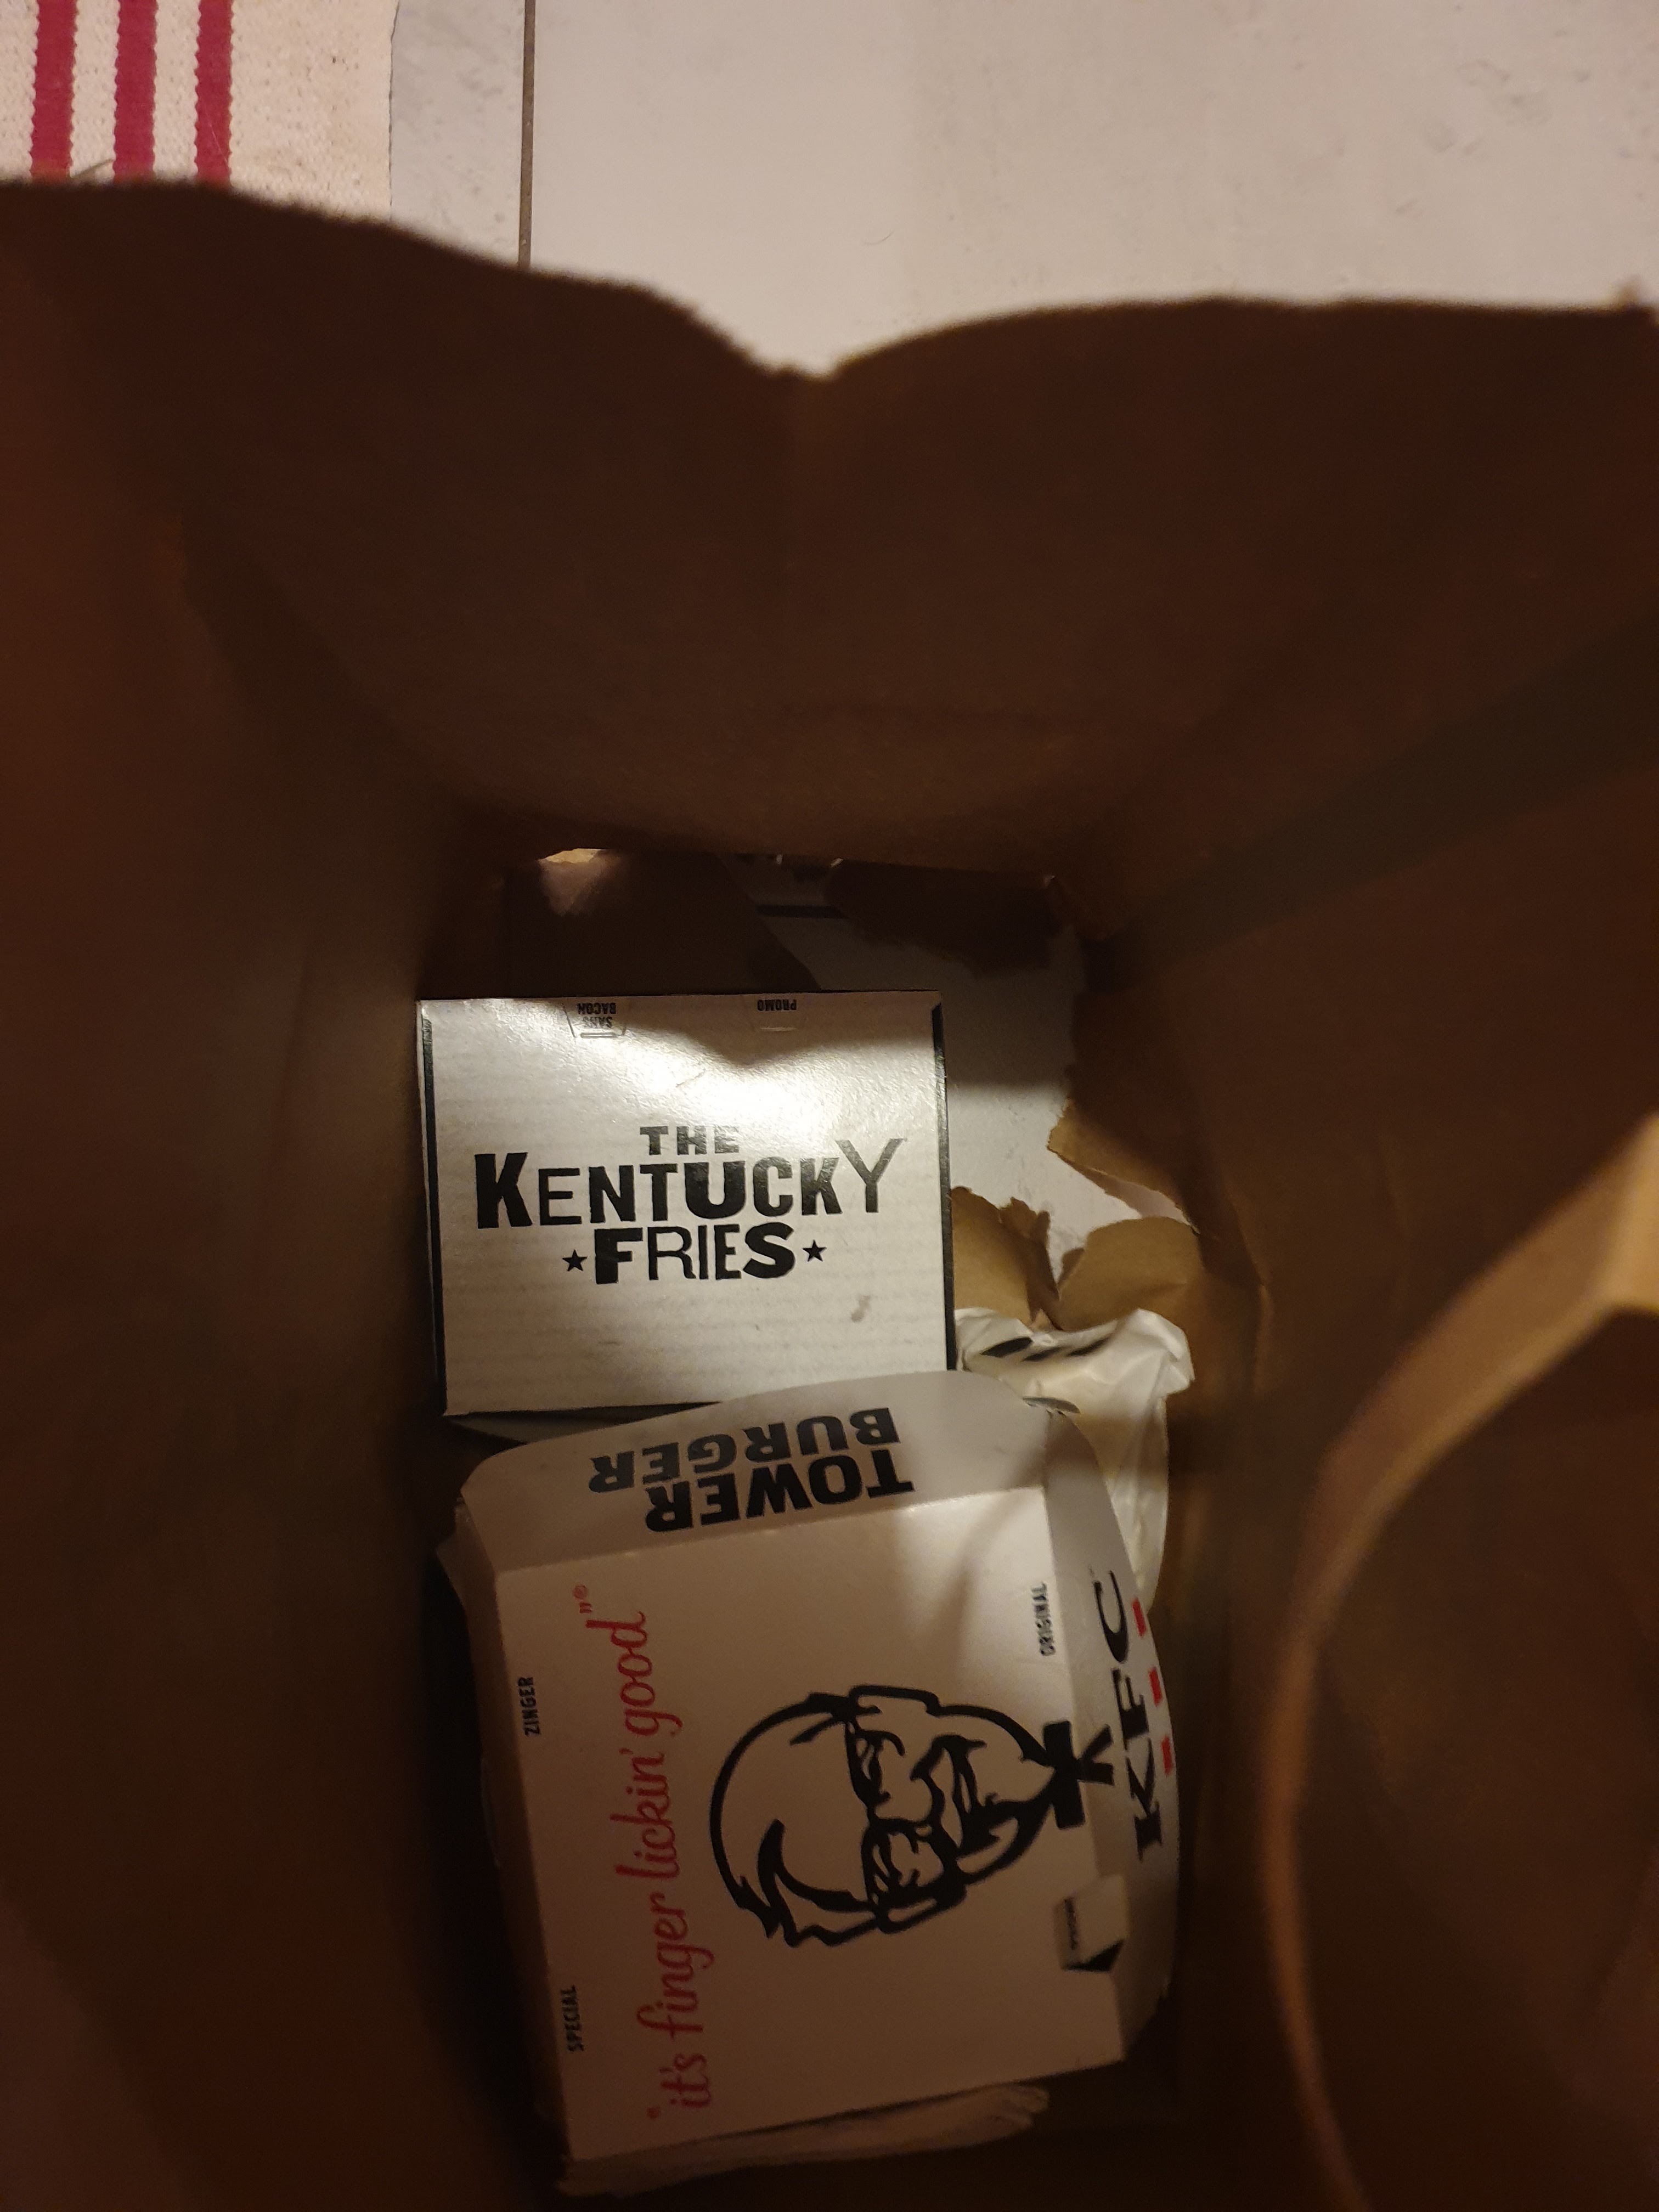 SANS
BACON
PROMO
THE
KENTUCKY
★FRIES★
TOWER
BURGER
ZINGER
SPECIAL
"it's finger lickin' good"®
ORIGINAL
KFC